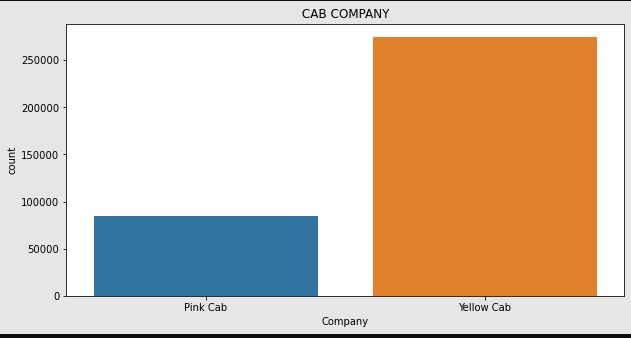 CAB COMPANY
250000
200000
150000
100000
50000
0
count
Pink Cab
Yellow Cab
Company